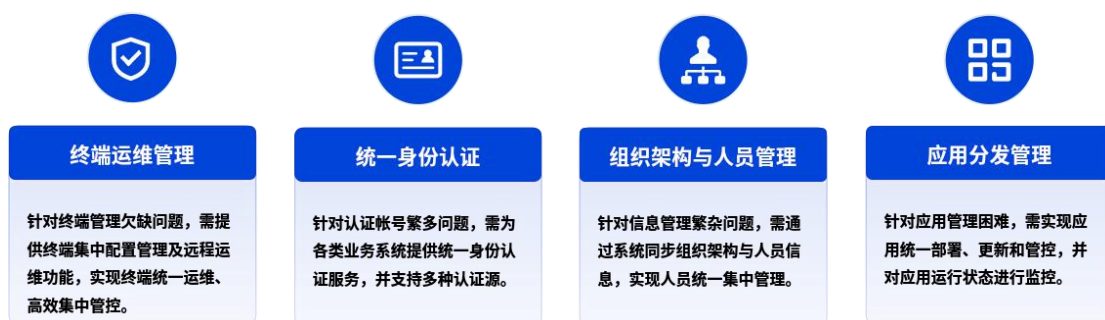 终端运维管理
针对终端管理欠缺问题，需提
供终端集中配置管理及远程运
维功能，实现终端统一运维、
高效集中管控。
统一身份认证
针对认证帐号繁多问题，需为
各类业务系统提供统一身份认
证服务，并支持多种认证源。
组织架构与人员管理
针对信息管理繁杂问题，需通
过系统同步组织架构与人员信
息，实现人员统一集中管理。
应用分发管理
针对应用管理困难，需实现应
用统一部署、更新和管控，并
对应用运行状态进行监控。